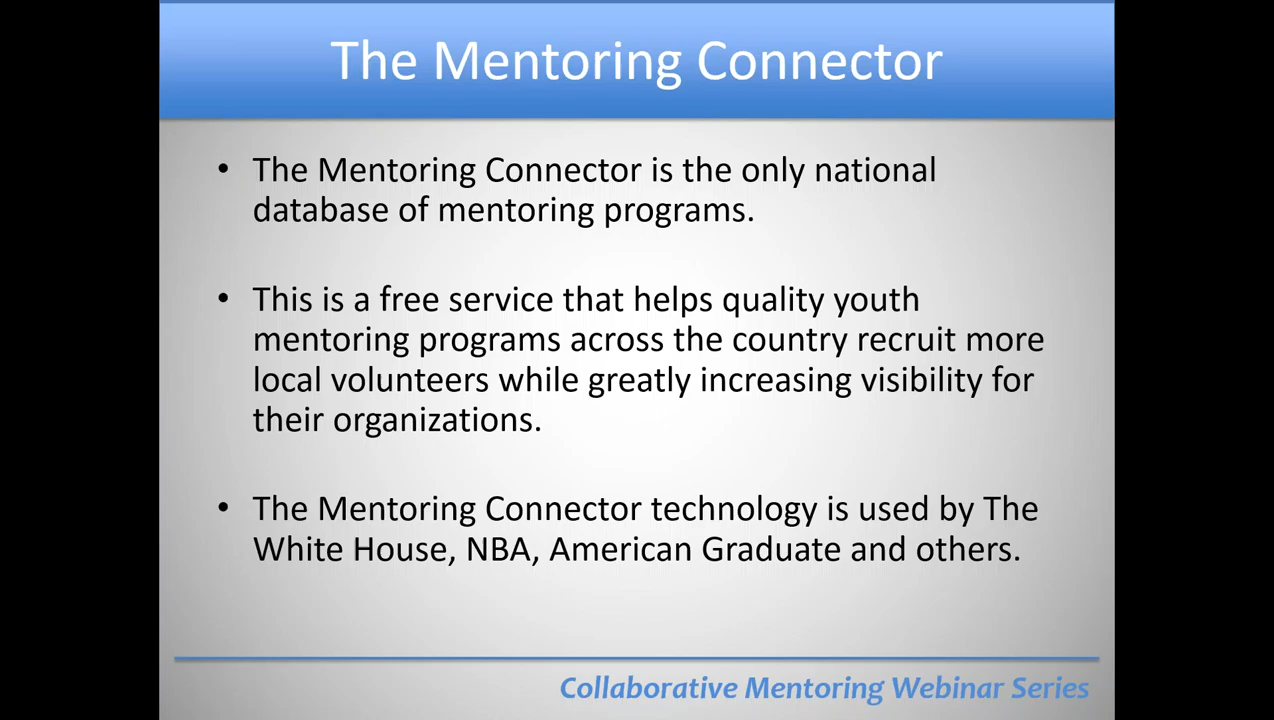 The Mentoring Connector
• The Mentoring Connector is the only national
database of mentoring programs.
• This is a free service that helps quality youth
mentoring programs across the country recruit more
local volunteers while greatly increasing visibility for
their organizations.
• The Mentoring Connector technology is used by The
White House, NBA, American Graduate and others.
Collaborative Mentoring Webinar Series